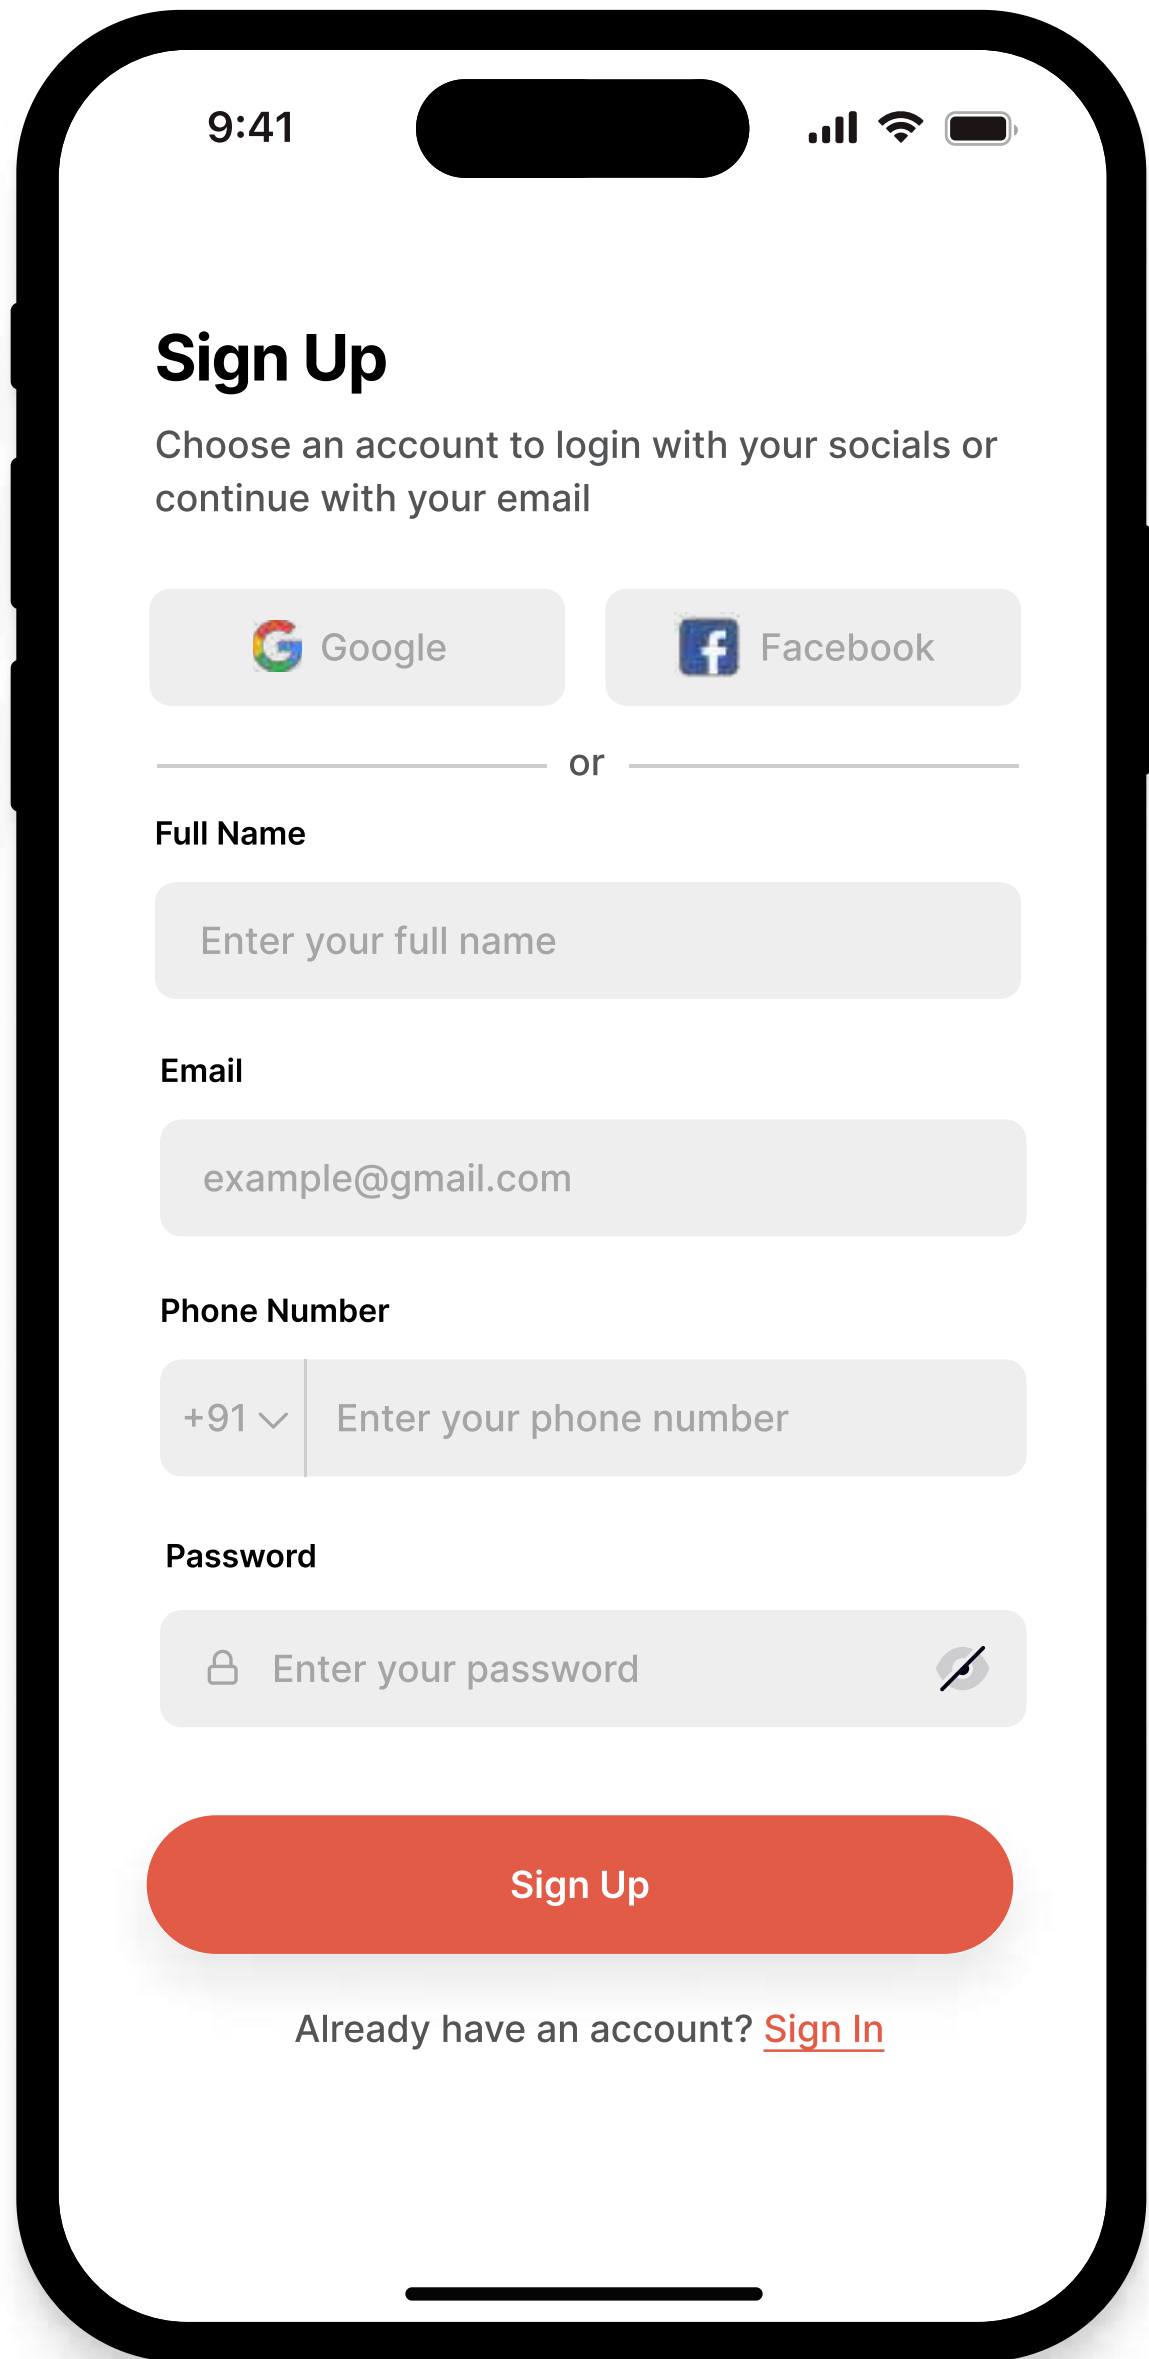 9:41
Sign Up
Choose an account to login with your socials or
continue with your email
Google
Facebook
or
Full Name
Enter your full name
Email
example@gmail.com
Phone Number
+91
Enter your phone number
Password
Enter your password
Sign Up
Already have an account? Sign In